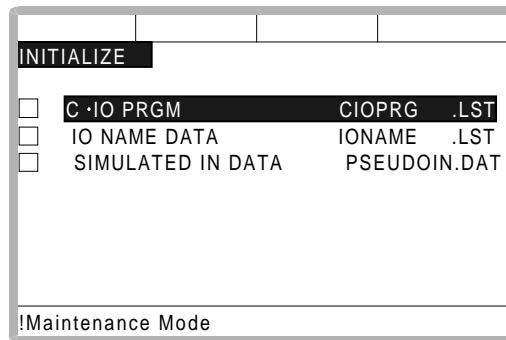 INITIALIZE
C·IO PRGM CIOPRG .LST
IO NAME DATA IONAME .LST
SIMULATED IN DATA PSEUDOIN.DAT
!Maintenance Mode